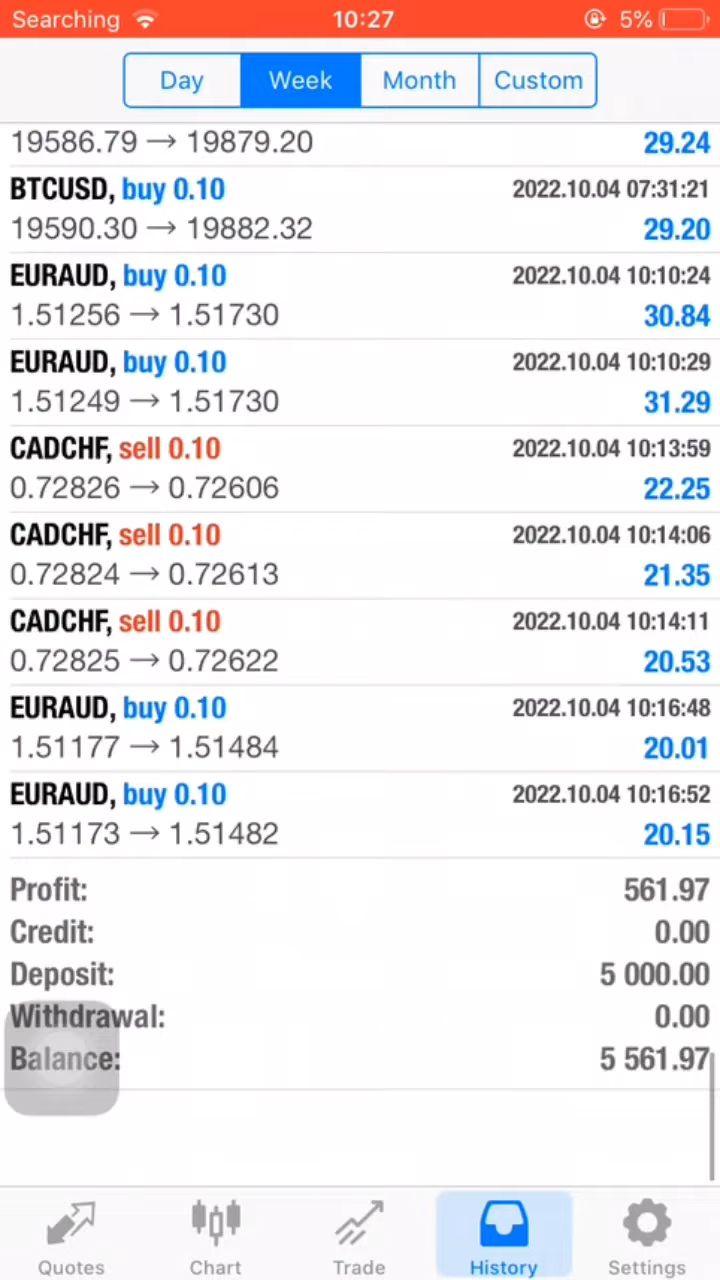 Searching 10:27 5%
Day Week Month Custom
19586.79 → 19879.20 29.24
BTCUSD, buy 0.10 2022.10.04 07:31:21
19590.30 → 19882.32 29.20
EURAUD, buy 0.10 2022.10.04 10:10:24
1.51256 → 1.51730 30.84
EURAUD, buy 0.10 2022.10.04 10:10:29
1.51249 → 1.51730 31.29
CADCHF, sell 0.10 2022.10.04 10:13:59
0.72826 → 0.72606 22.25
CADCHF, sell 0.10 2022.10.04 10:14:06
0.72824 → 0.72613 21.35
CADCHF, sell 0.10 2022.10.04 10:14:11
0.72825 → 0.72622 20.53
EURAUD, buy 0.10 2022.10.04 10:16:48
1.51177 → 1.51484 20.01
EURAUD, buy 0.10 2022.10.04 10:16:52
1.51173 → 1.51482 20.15
Profit: 561.97
Credit: 0.00
Deposit: 5 000.00
Withdrawal: 0.00
Balance: 5 561.97
Quotes Chart Trade History Settings